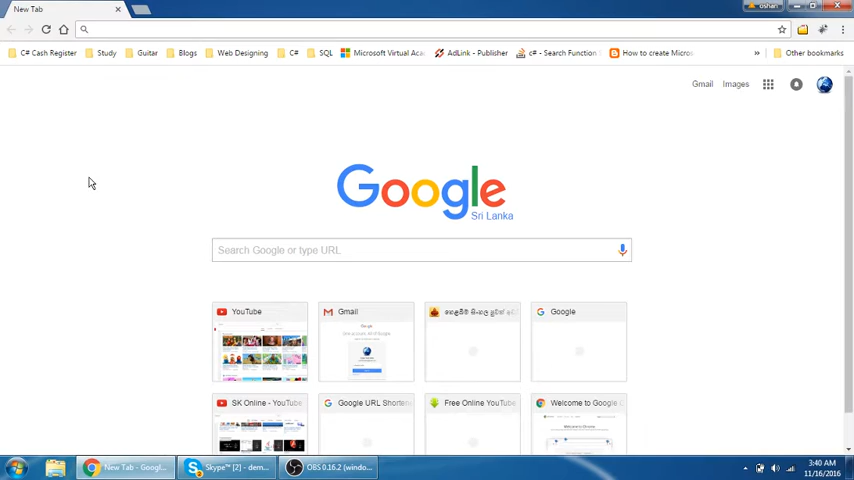 New Tab
oshan
C# Cash Register
Study
Guitar
Blogs
Web Designing
C#
SQL
Microsoft Virtual Aca
AdLink - Publisher
c# - Search Function
How to create Micro
»
Other bookmarks
Gmail
Images
Google
Sri Lanka
Search Google or type URL
YouTube
Gmail
Google
SK Online - YouTube
Google URL Shorten
Free Online YouTub
Welcome to Google C
New Tab - Googl...
Skype™ [2] - dem...
OBS 0.16.2 (windo...
3:40 AM
11/16/2016